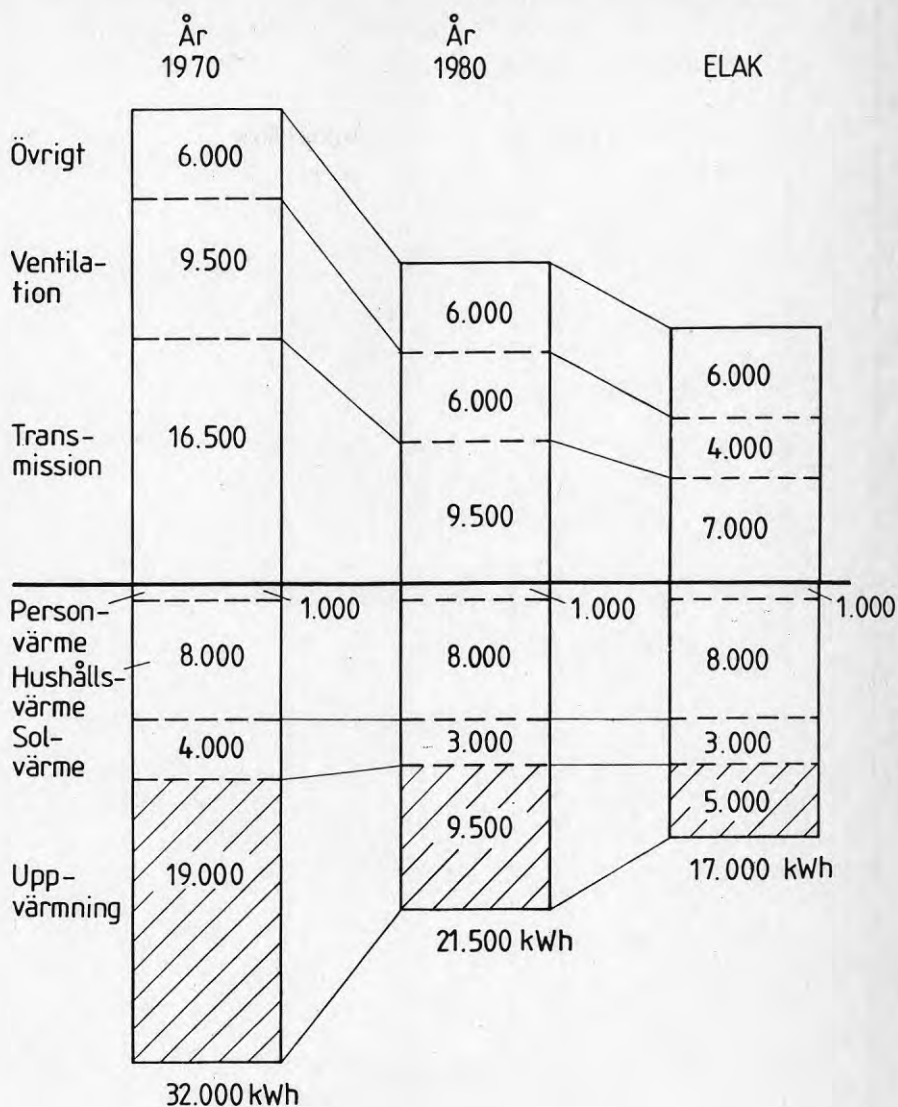 År
1970
År
1980
ELAK
Övrigt
6.000
Ventila-
tion
9.500
6.000
6.000
Trans-
mission
16.500
6.000
4.000
9.500
7.000
Person-
värme
1.000
1.000
1.000
Hushålls-
värme
8.000
8.000
8.000
Sol-
värme
4.000
3.000
3.000
Upp-
värmning
19.000
9.500
5.000
17.000 kWh
21.500 kWh
32.000 kWh